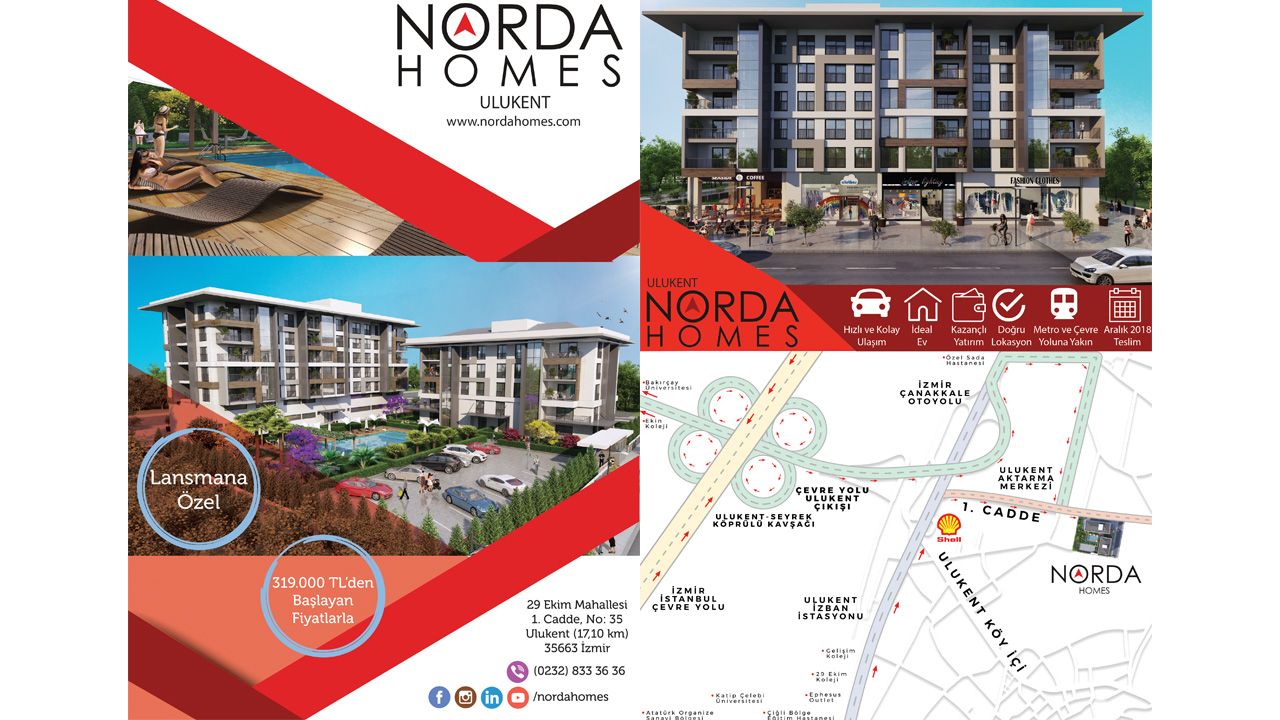 NORDA
HOMES
ULUKENT
www.nordahomes.com
Lansmana
Özel
319.000 TL'den
Başlayan
Fiyatlarla
29 Ekim Mahallesi
1. Cadde, No: 35
Ulukent (17,10 km)
35663 İzmir
(0232) 833 36 36
/nordahomes
COFFEE
FASHION CLOTHES
ULUKENT
NORDA
HOMES
Hızlı ve Kolay
Ulaşım
İdeal
Ev
Kazançlı
Yatırım
Doğru
Lokasyon
Metro ve Çevre
Yoluna Yakın
Aralık 2018
Teslim
Özel Sada
Hastanesi
Bakırçay
Üniversitesi
Ekin
Koleji
İZMİR
ÇANAKKALE
OTOYOLU
ULUKENT
AKTARMA
MERKEZİ
ÇEVRE YOLU
ULUKENT
ÇIKIŞI
ULUKENT-SEYREK
KÖPRÜLÜ KAVŞAĞI
1. CADDE
Shell
NORDA
HOMES
ULUKENT KÖY İÇİ
İZMİR
İSTANBUL
ÇEVRE YOLU
ULUKENT
İZBAN
İSTASYONU
Gelişim
Koleji
29 Ekim
Koleji
Katip Çelebi
Üniversitesi
Ephesus
Outlet
Atatürk Organize
Sanayi Bölgesi
Çiğli Bölge
Eğitim Hastanesi